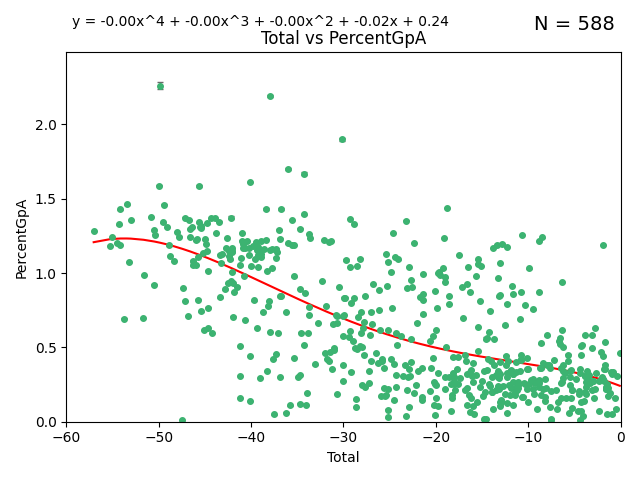 y = -0.00x^4 + -0.00x^3 + -0.00x^2 + -0.02x + 0.24
N = 588
Total vs PercentGpA
PercentGpA
2.0
1.5
1.0
0.5
0.0
−60 −50 −40 −30 −20 −10 0
Total